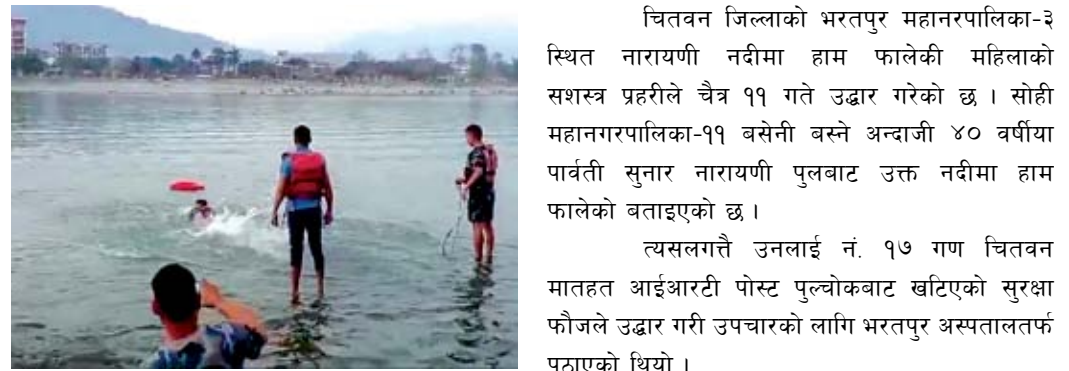 चितवन जिल्लाको भरतपुर महानरपालिका-३
स्थित नारायणी नदीमा हाम फालेकी महिलाको
सशस्त्र प्रहरीले चैत्र ११ गते उद्धार गरेको छ । सोही
महानगरपालिका-११ बसेनी बस्ने अन्दाजी ४० वर्षीया
पार्वती सुनार नारायणी पुलबाट उक्त नदीमा हाम
फालेको बताइएको छ ।
त्यसलगत्तै उनलाई नं. १७ गण चितवन
मातहत आईआरटी पोस्ट पुल्चोकबाट खटिएको सुरक्षा
फौजले उद्धार गरी उपचारको लागि भरतपुर अस्पतालतर्फ
पठाएको थियो ।